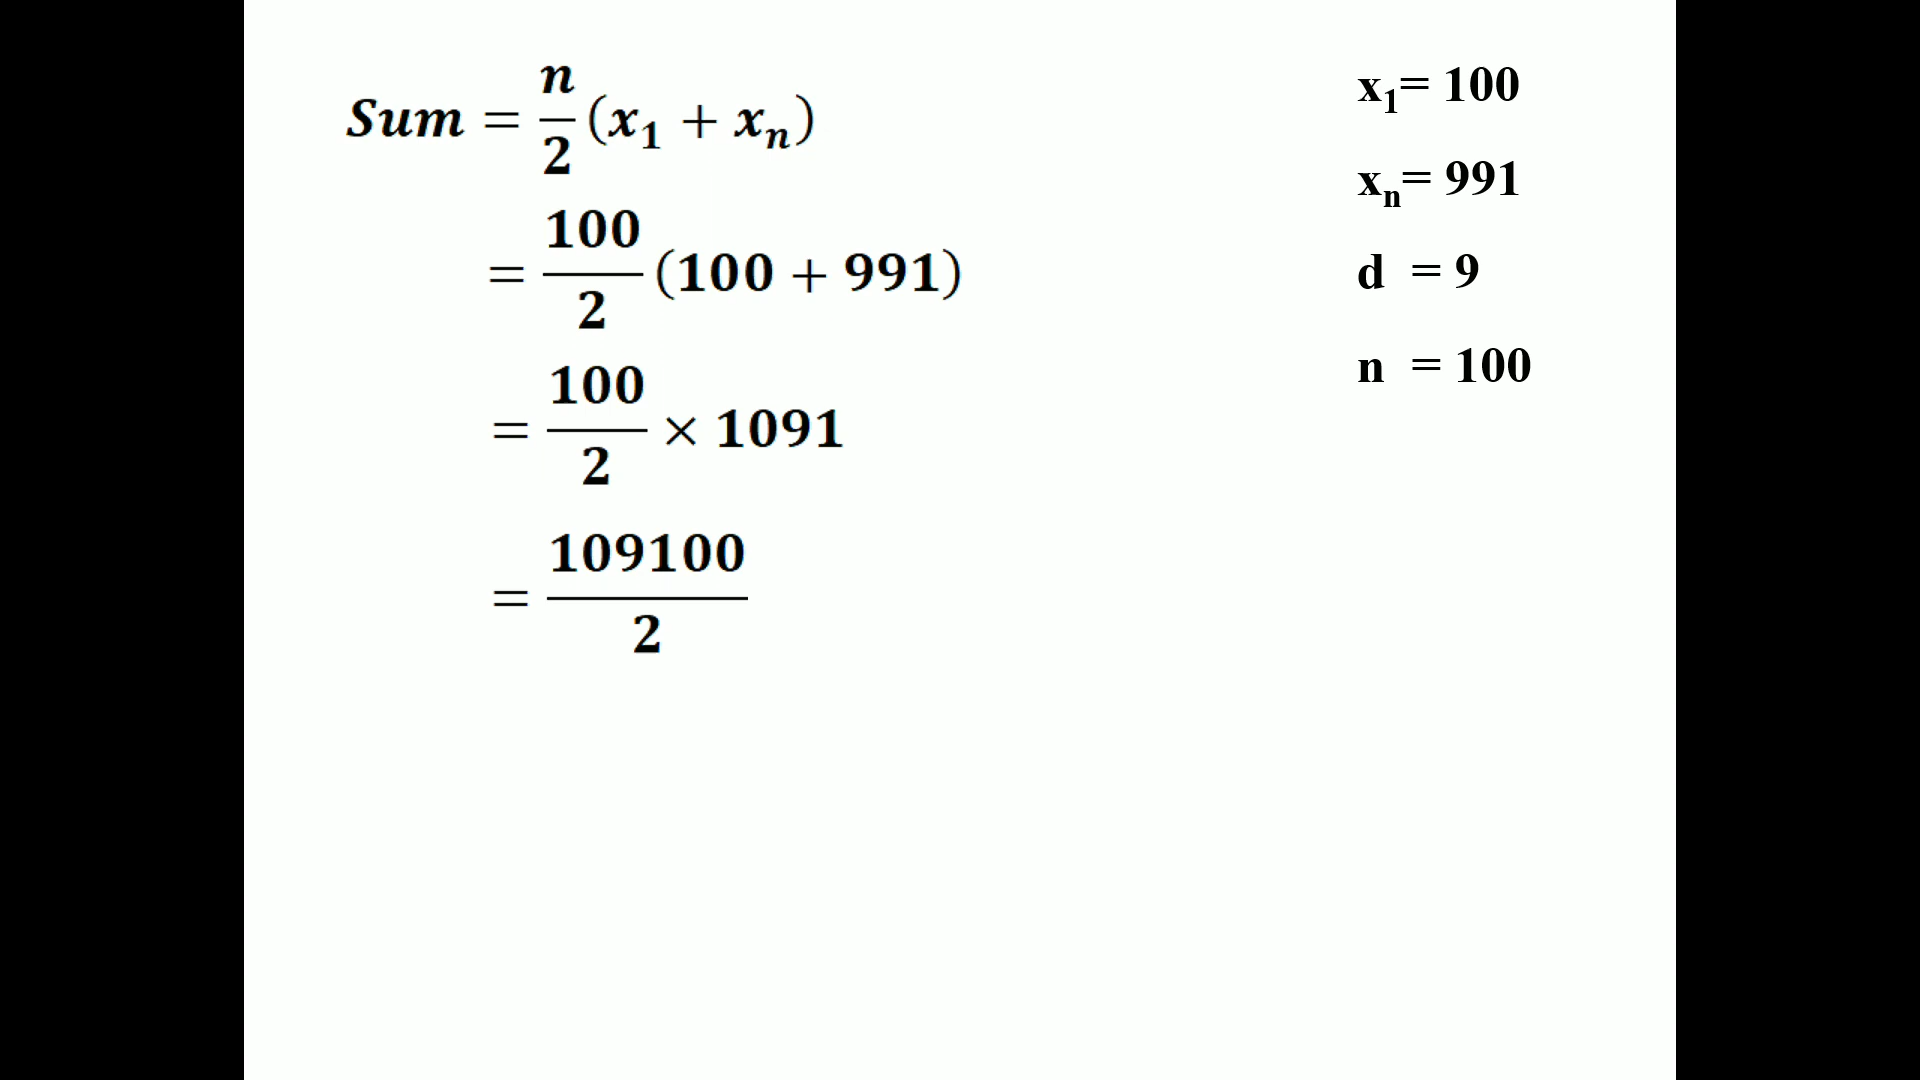 Sum = n/2 (x₁ + xₙ)
= 100/2 (100 + 991)
= 100/2 × 1091
= 109100/2
x₁= 100
xₙ= 991
d = 9
n = 100